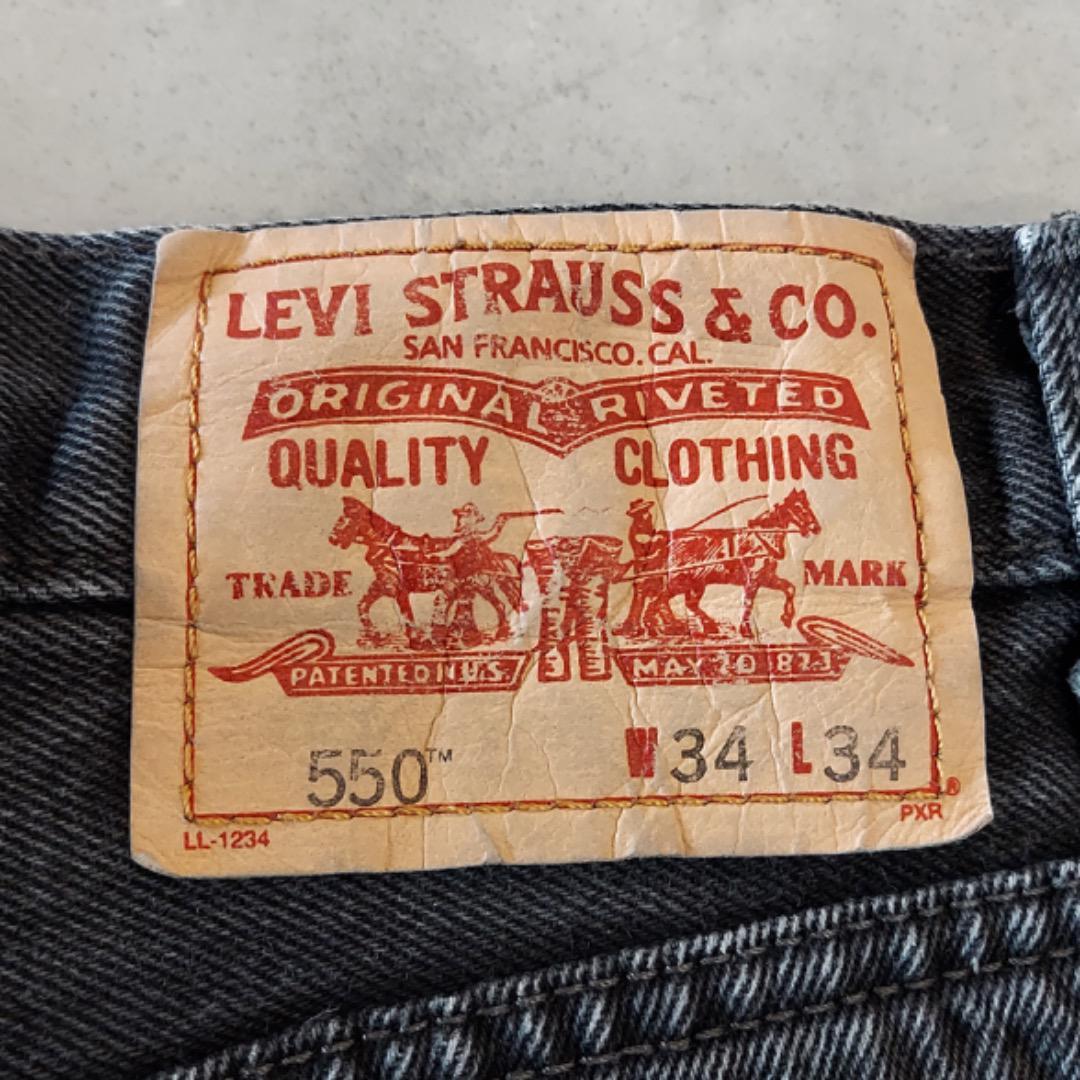 LEVI STRAUSS & CO.
SAN FRANCISCO. CAL.
ORIGINAL RIVETED
QUALITY CLOTHING
TRADE MARK
PATENTED IN U.S. MAY 20 1873
550™ W34 L34
LL-1234 PXR®